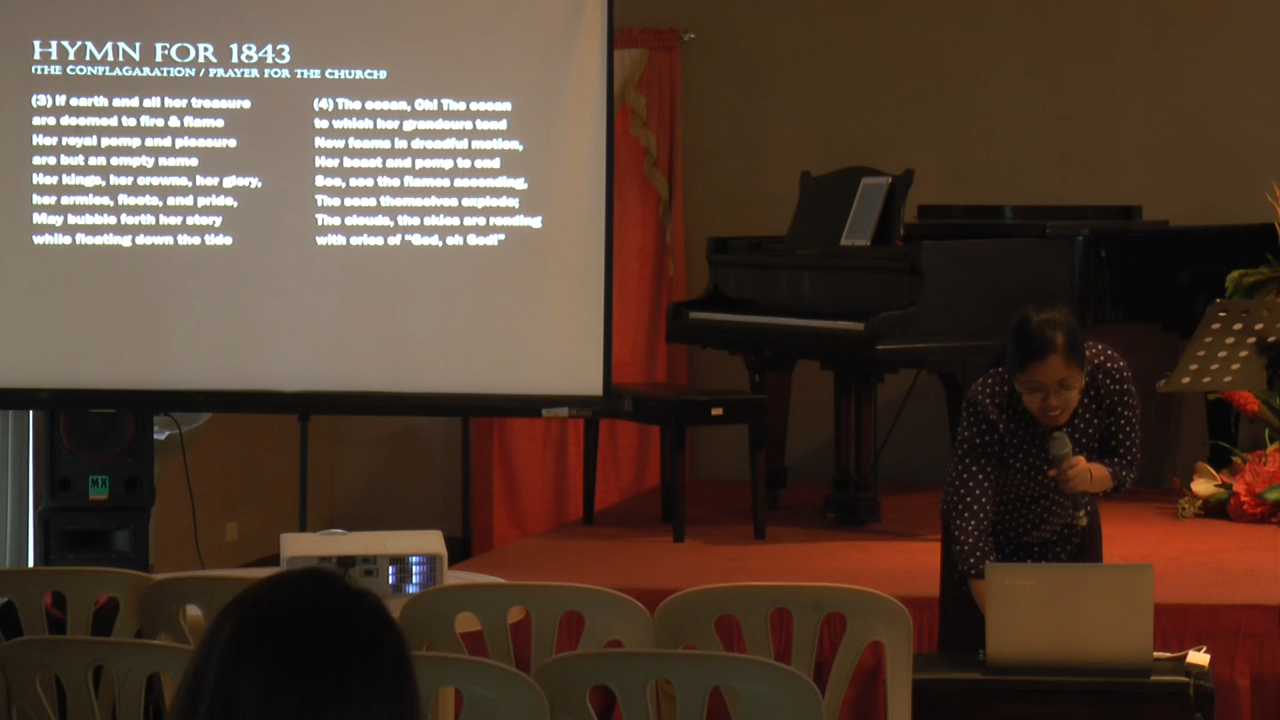 HYMN FOR 1843
(THE CONFLAGARATION / PRAYER FOR THE CHURCH)
(3) If earth and all her treasure
are doomed to fire & flame
Her royal pomp and pleasure
are but an empty name
Her kings, her crowns, her glory,
her armies, fleets, and pride,
May bubble forth her story
while floating down the tide
(4) The ocean, Oh! The ocean
to which her grandeurs tend
Now foams in dreadful motion,
Her boast and pomp to end
See, see the flames ascending,
The seas themselves explode;
The clouds, the skies are rending
with cries of "God, oh God!"
MX